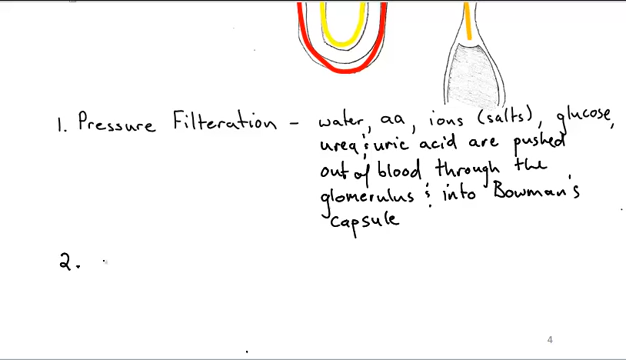 1. Pressure Filteration - water, aa, ions (salts), glucose,
urea & uric acid are pushed
out of blood through the
glomerulus & into Bowman's
capsule
2.
4